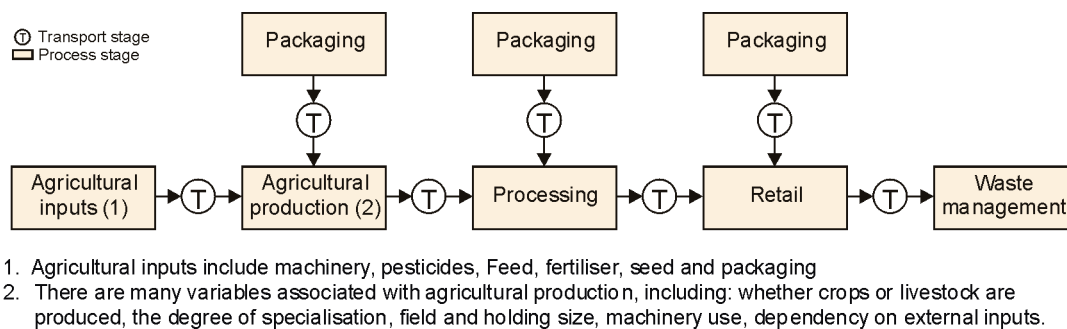 T Transport stage
Process stage
Packaging
Packaging
Packaging
T
T
T
Agricultural
inputs (1)
T
Agricultural
production (2)
T
Processing
T
Retail
T
Waste
management
1. Agricultural inputs include machinery, pesticides, Feed, fertiliser, seed and packaging
2. There are many variables associated with agricultural production, including: whether crops or livestock are
produced, the degree of specialisation, field and holding size, machinery use, dependency on external inputs.